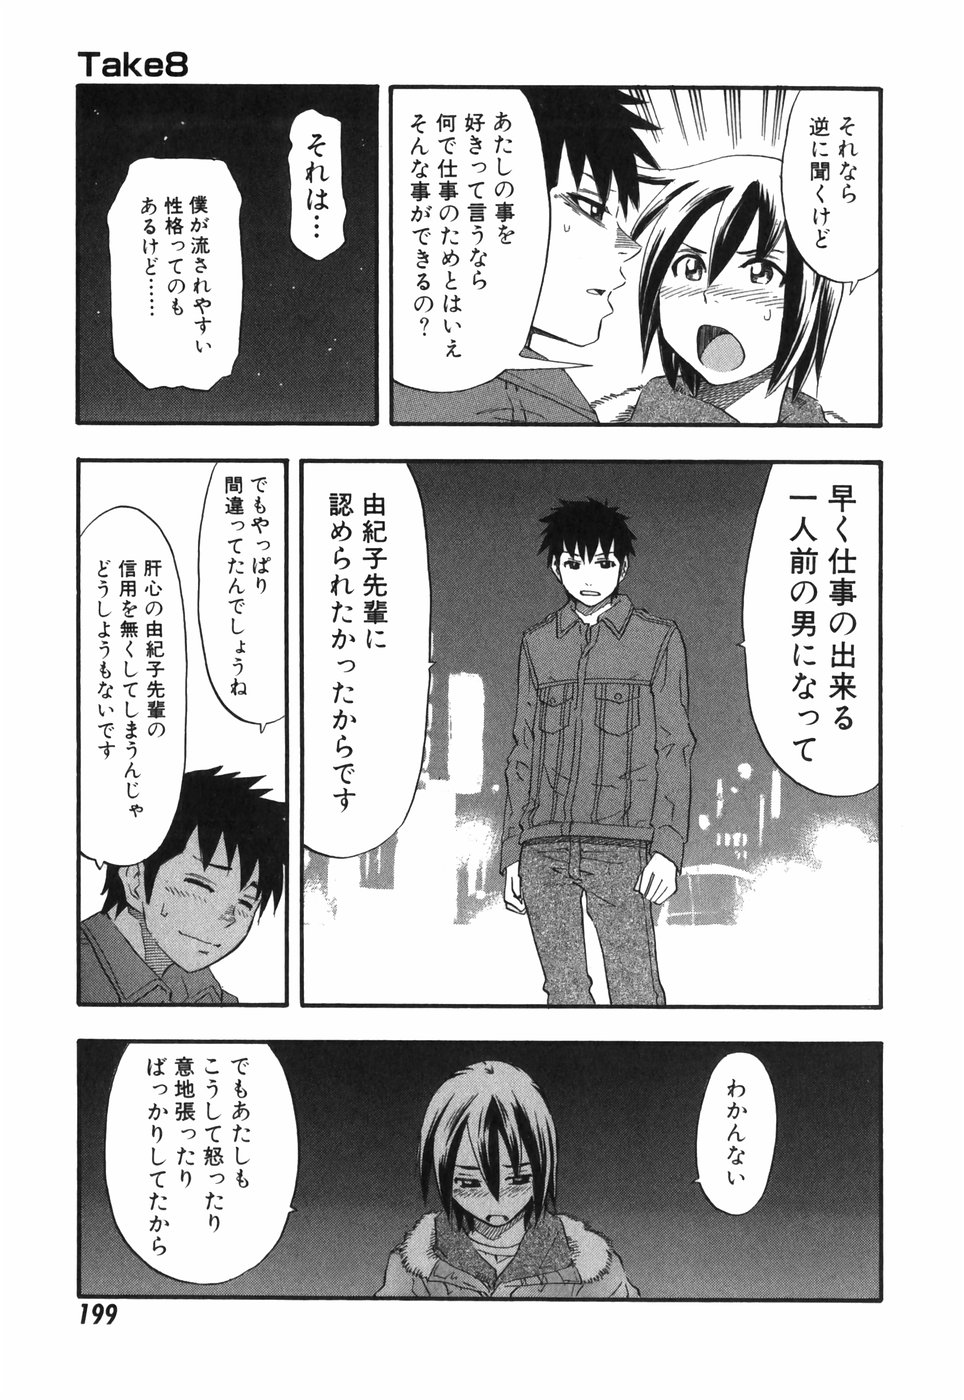 Take8
それなら
逆に聞くけど
あたしの事を
好きって言うなら
何で仕事のためとはいえ
そんな事ができるの？
それは…
僕が流されやすい
性格ってのも
あるけど……
早く仕事の出来る
一人前の男になって
由紀子先輩に
認められたかったからです
でもやっぱり
間違ってたんでしょうね
肝心の由紀子先輩の
信用を無くしてしまうんじゃ
どうしようもないです
わかんない
でもあたしも
こうして怒ったり
意地張ったり
ばっかりしてたから
199